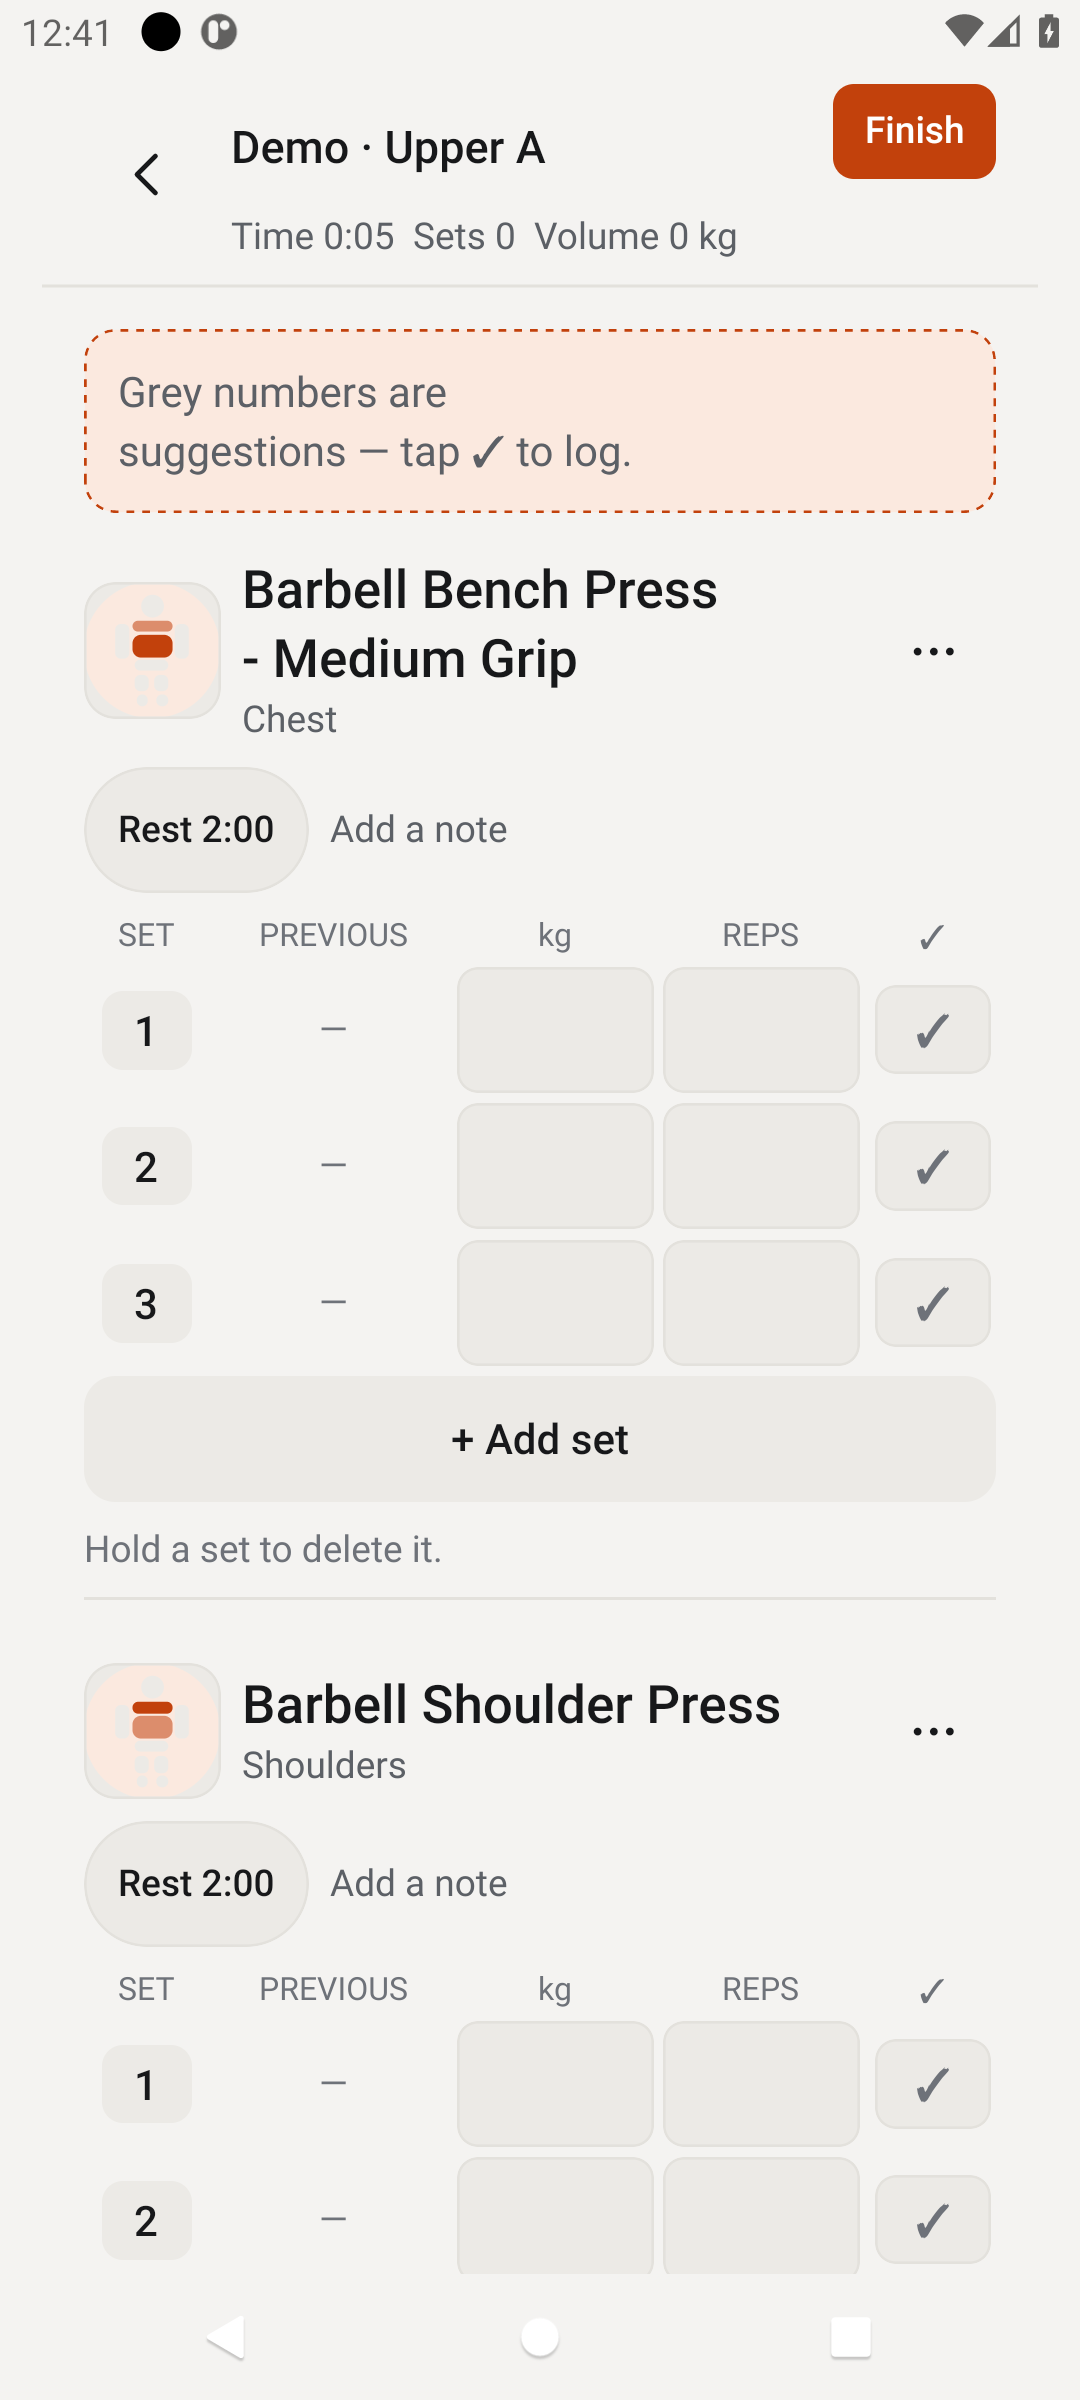 12:41
Demo · Upper A
Finish
Time 0:05 Sets 0 Volume 0 kg
Grey numbers are
suggestions — tap ✓ to log.
Barbell Bench Press
- Medium Grip
Chest
Rest 2:00 Add a note
SET PREVIOUS kg REPS ✓
1 — ✓
2 — ✓
3 — ✓
+ Add set
Hold a set to delete it.
Barbell Shoulder Press
Shoulders
Rest 2:00 Add a note
SET PREVIOUS kg REPS ✓
1 — ✓
2 — ✓